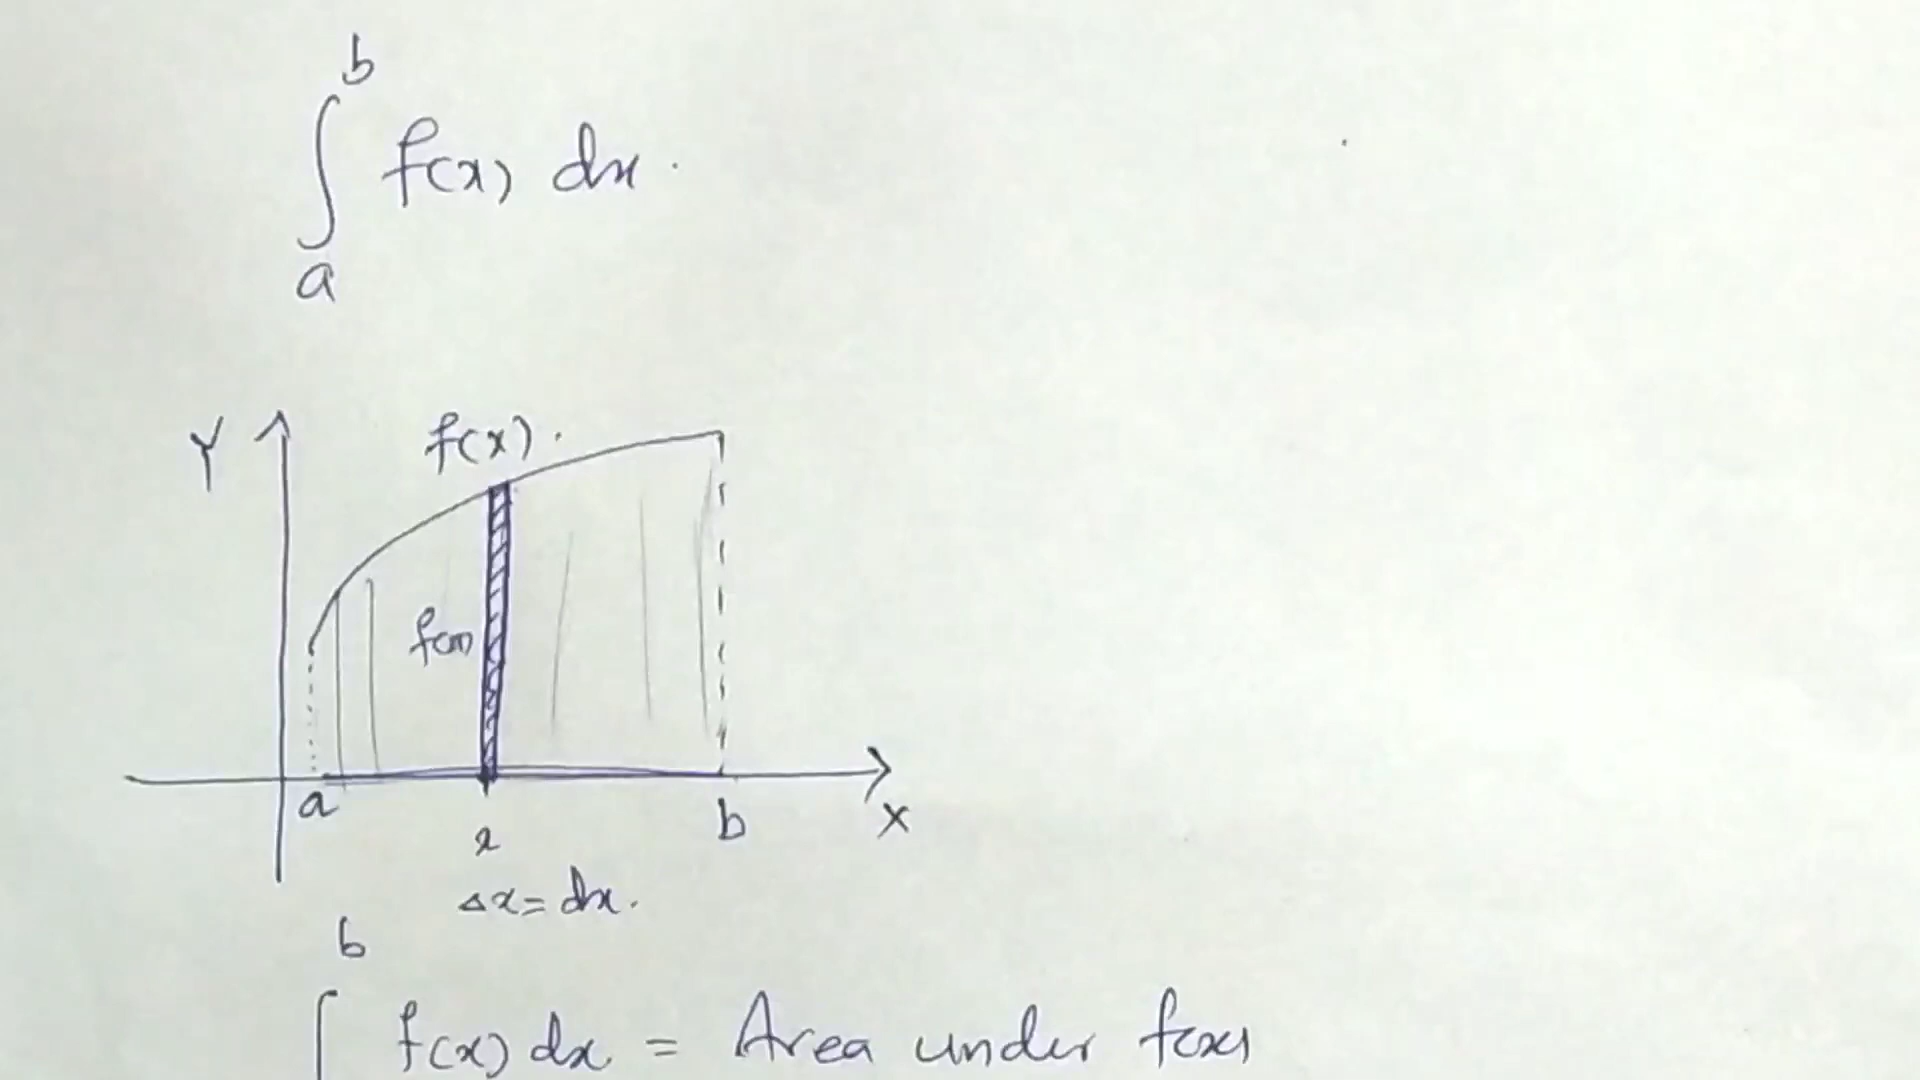 b
∫ f(x) dx.
a
Y
f(x).
f(x)
a
b
x
x
Δx = dx.
b
∫ f(x) dx = Area under f(x)